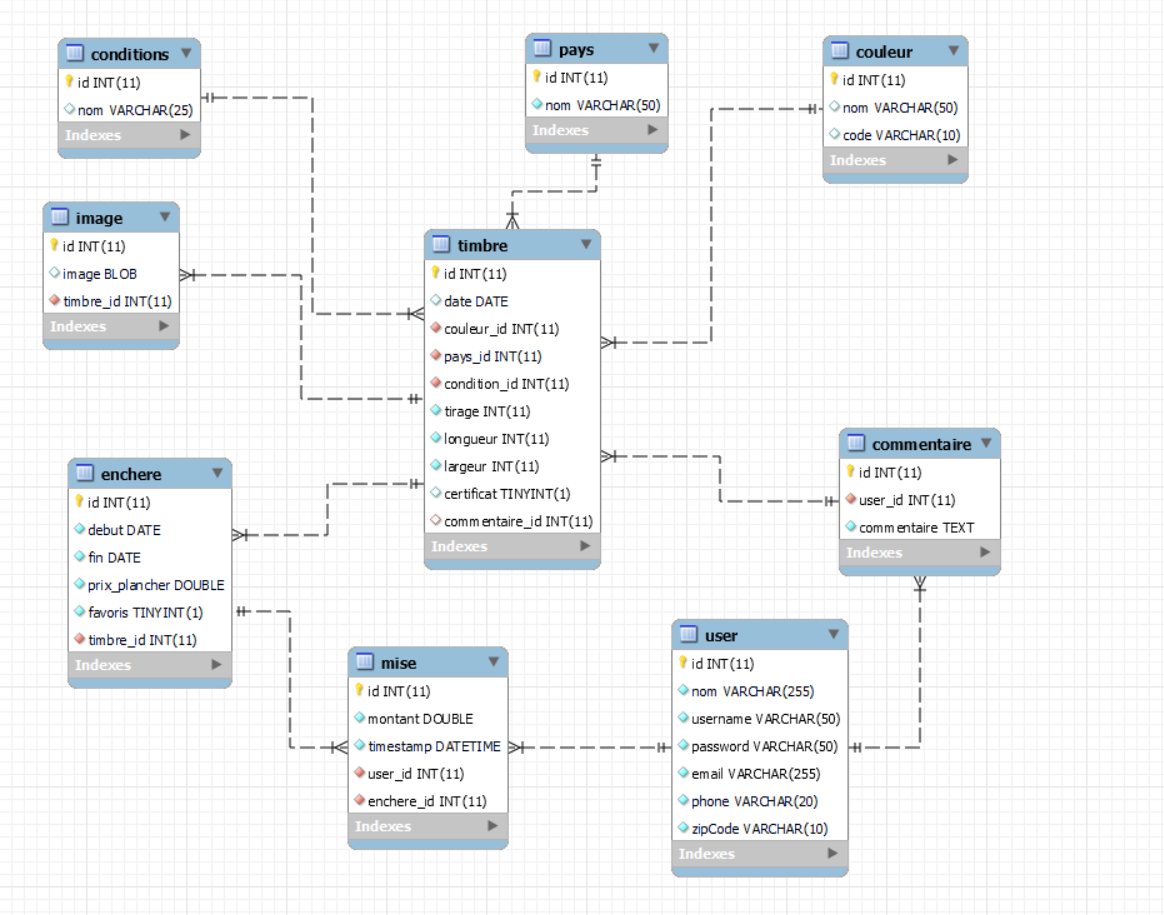 conditions
id INT(11)
nom VARCHAR(25)
Indexes
pays
id INT(11)
nom VARCHAR(50)
Indexes
couleur
id INT(11)
nom VARCHAR(50)
code VARCHAR(10)
Indexes
image
id INT(11)
image BLOB
timbre_id INT(11)
Indexes
timbre
id INT(11)
date DATE
couleur_id INT(11)
pays_id INT(11)
condition_id INT(11)
tirage INT(11)
longueur INT(11)
largeur INT(11)
certificat TINYINT(1)
commentaire_id INT(11)
Indexes
commentaire
id INT(11)
user_id INT(11)
commentaire TEXT
Indexes
enchere
id INT(11)
debut DATE
fin DATE
prix_plancher DOUBLE
favoris TINYINT(1)
timbre_id INT(11)
Indexes
mise
id INT(11)
montant DOUBLE
timestamp DATETIME
user_id INT(11)
enchere_id INT(11)
Indexes
user
id INT(11)
nom VARCHAR(255)
username VARCHAR(50)
password VARCHAR(50)
email VARCHAR(255)
phone VARCHAR(20)
zipCode VARCHAR(10)
Indexes